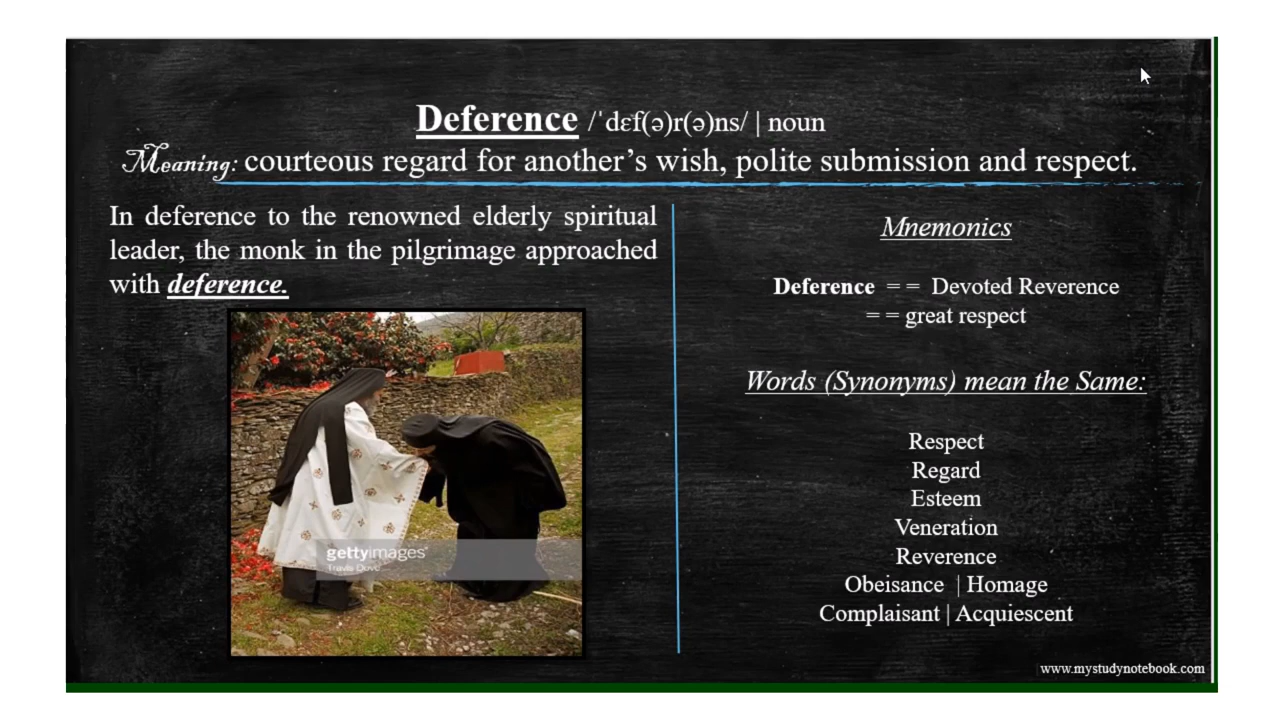 Deference /ˈdɛf(ə)r(ə)ns/ | noun
Meaning: courteous regard for another’s wish, polite submission and respect.
In deference to the renowned elderly spiritual
leader, the monk in the pilgrimage approached
with deference.
gettyimages®
Travis Dove
Mnemonics
Deference = = Devoted Reverence
= = great respect
Words (Synonyms) mean the Same:
Respect
Regard
Esteem
Veneration
Reverence
Obeisance | Homage
Complaisant | Acquiescent
www.mystudynotebook.com